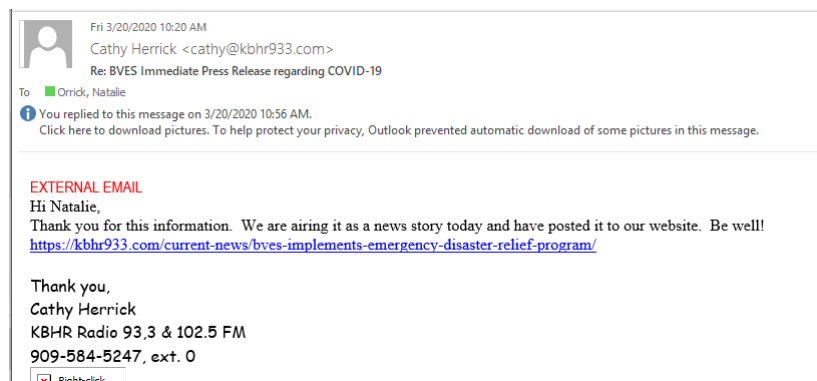 Fri 3/20/2020 10:20 AM
Cathy Herrick <cathy@kbhr933.com>
Re: BVES Immediate Press Release regarding COVID-19
To Orrick, Natalie
You replied to this message on 3/20/2020 10:56 AM.
Click here to download pictures. To help protect your privacy, Outlook prevented automatic download of some pictures in this message.
EXTERNAL EMAIL
Hi Natalie,
Thank you for this information.  We are airing it as a news story today and have posted it to our website.  Be well!
https://kbhr933.com/current-news/bves-implements-emergency-disaster-relief-program/
Thank you,
Cathy Herrick
KBHR Radio 93,3 & 102.5 FM
909-584-5247, ext. 0
Right-click